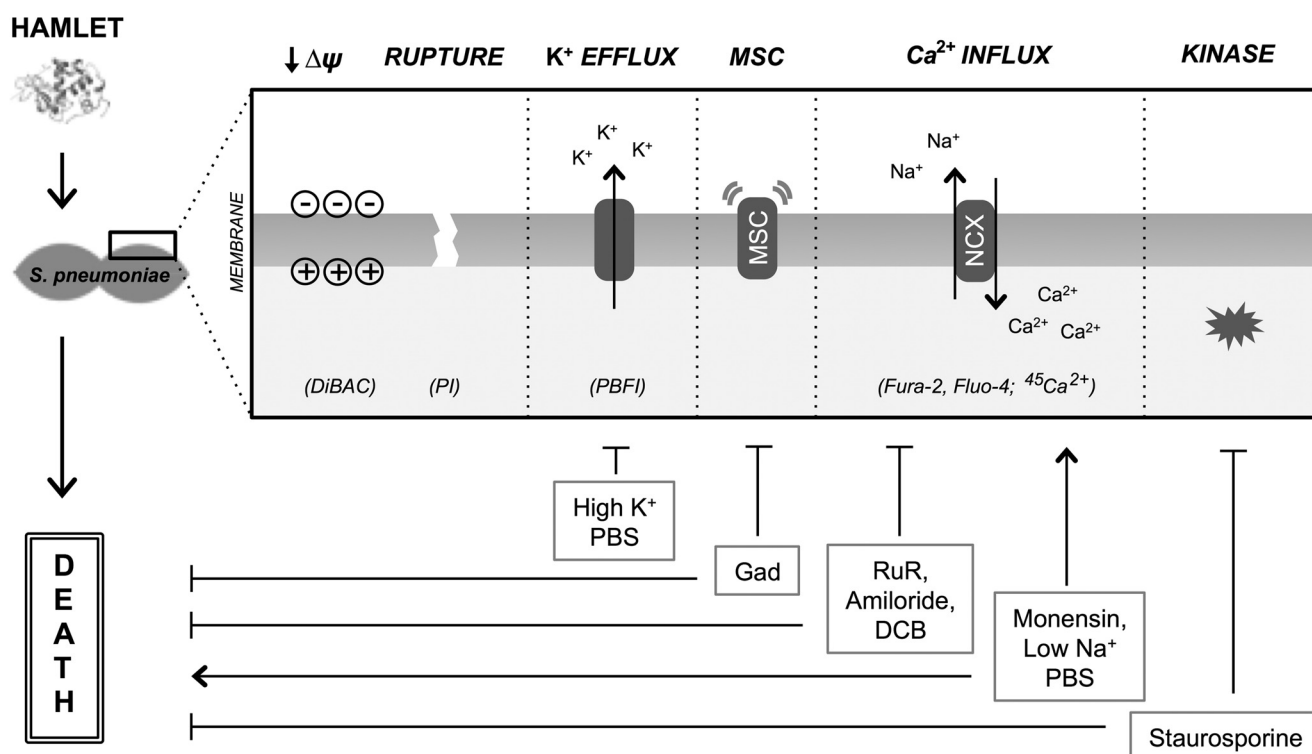 HAMLET
↓ Δψ RUPTURE K⁺ EFFLUX MSC Ca²⁺ INFLUX KINASE
K⁺
K⁺ K⁺
Na⁺
Na⁺
MEMBRANE
- - -
MSC
NCX
S. pneumoniae
+ + +
Ca²⁺
Ca²⁺ Ca²⁺
(DiBAC) (PI) (PBFI) (Fura-2, Fluo-4; ⁴⁵Ca²⁺)
High K⁺
PBS
Gad
RuR,
Amiloride,
DCB
Monensin,
Low Na⁺
PBS
Staurosporine
D
E
A
T
H